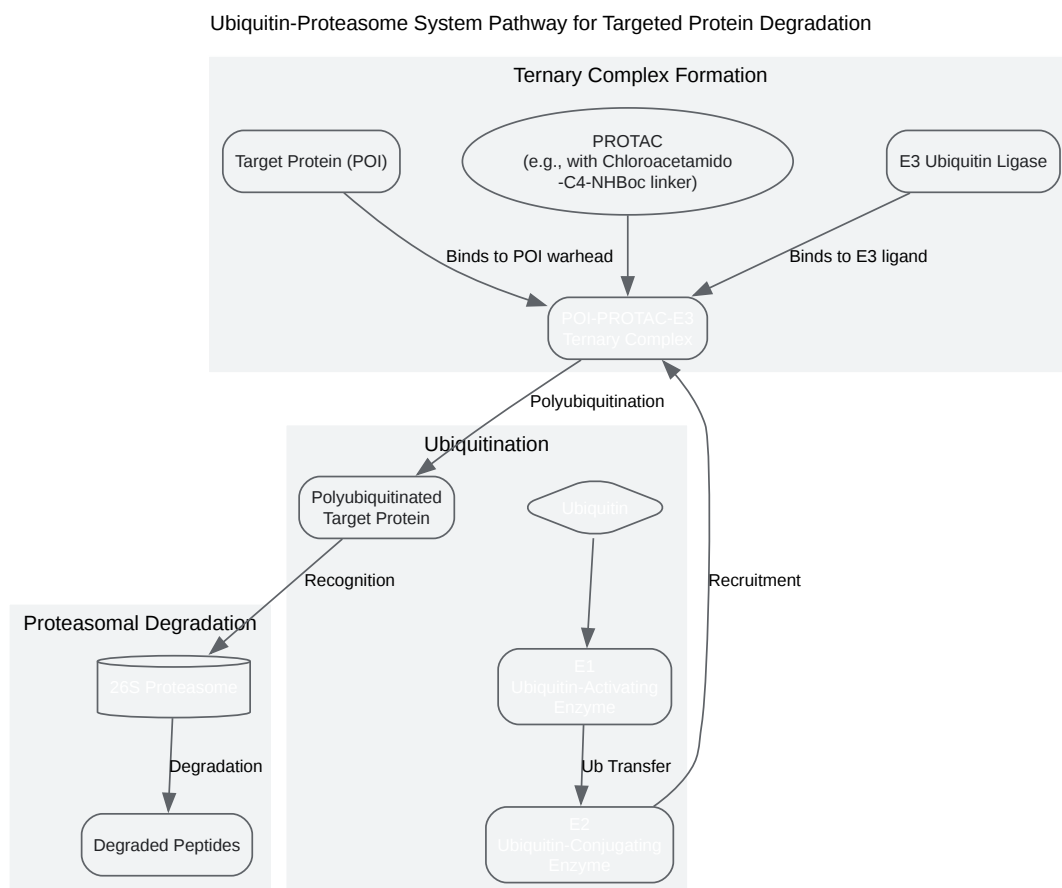 Ubiquitin-Proteasome System Pathway for Targeted Protein Degradation
Ternary Complex Formation
Target Protein (POI)
PROTAC
(e.g., with Chloroacetamido
-C4-NHBoc linker)
E3 Ubiquitin Ligase
Binds to POI warhead
Binds to E3 ligand
POI-PROTAC-E3
Ternary Complex
Polyubiquitination
Ubiquitination
Polyubiquitinated
Target Protein
Ubiquitin
Recognition
Recruitment
Proteasomal Degradation
26S Proteasome
E1
Ubiquitin-Activating
Enzyme
Degradation
Ub Transfer
Degraded Peptides
E2
Ubiquitin-Conjugating
Enzyme